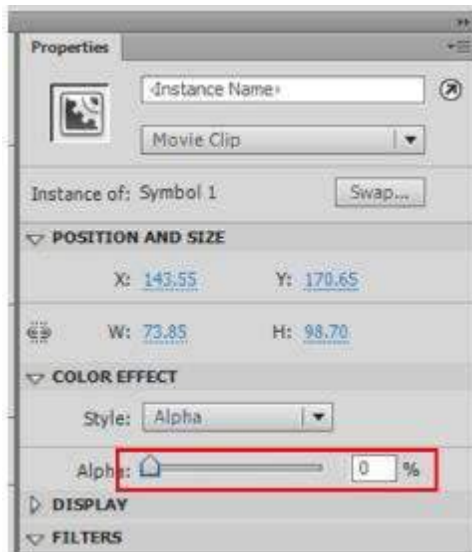 Properties
<Instance Name>
Movie Clip
Instance of: Symbol 1 Swap...
POSITION AND SIZE
X: 143.55 Y: 170.65
W: 73.85 H: 98.70
COLOR EFFECT
Style: Alpha
Alpha: 0 %
DISPLAY
FILTERS